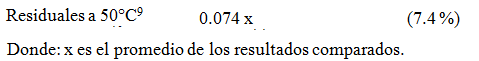 Residuales a 50°C⁹ 0.074 x (7.4 %)
Donde: x es el promedio de los resultados comparados.